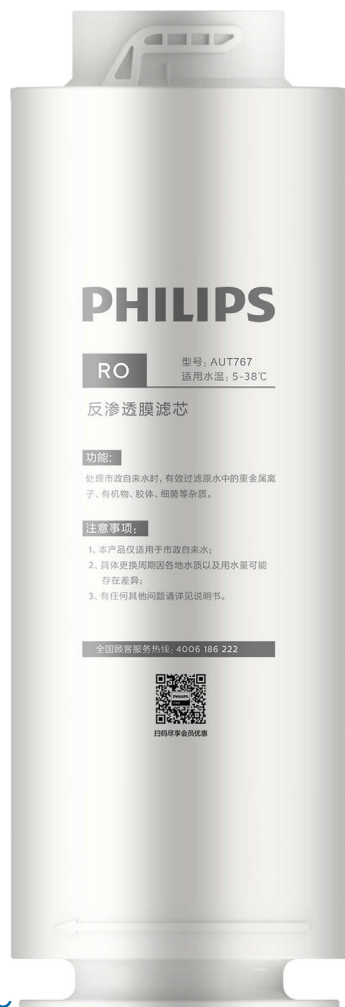 PHILIPS
RO
型号: AUT767
适用水温: 5-38℃
反渗透膜滤芯
功能:
处理市政自来水时, 有效过滤原水中的重金属离
子、有机物、胶体、细菌等杂质。
注意事项:
1、本产品仅适用于市政自来水;
2、具体更换周期因各地水质以及用水量可能
存在差异;
3、有任何其他问题请详见说明书。
全国顾客服务热线: 4006 186 222
PHILIPS
扫码尽享会员优惠